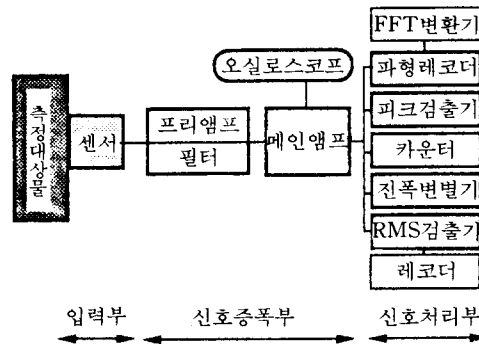 FFT변환기
오실로스코프
파형레코더
측정대상물
센서
프리앰프
필터
메인앰프
피크검출기
카운터
진폭변별기
RMS검출기
레코더
입력부
신호증폭부
신호처리부